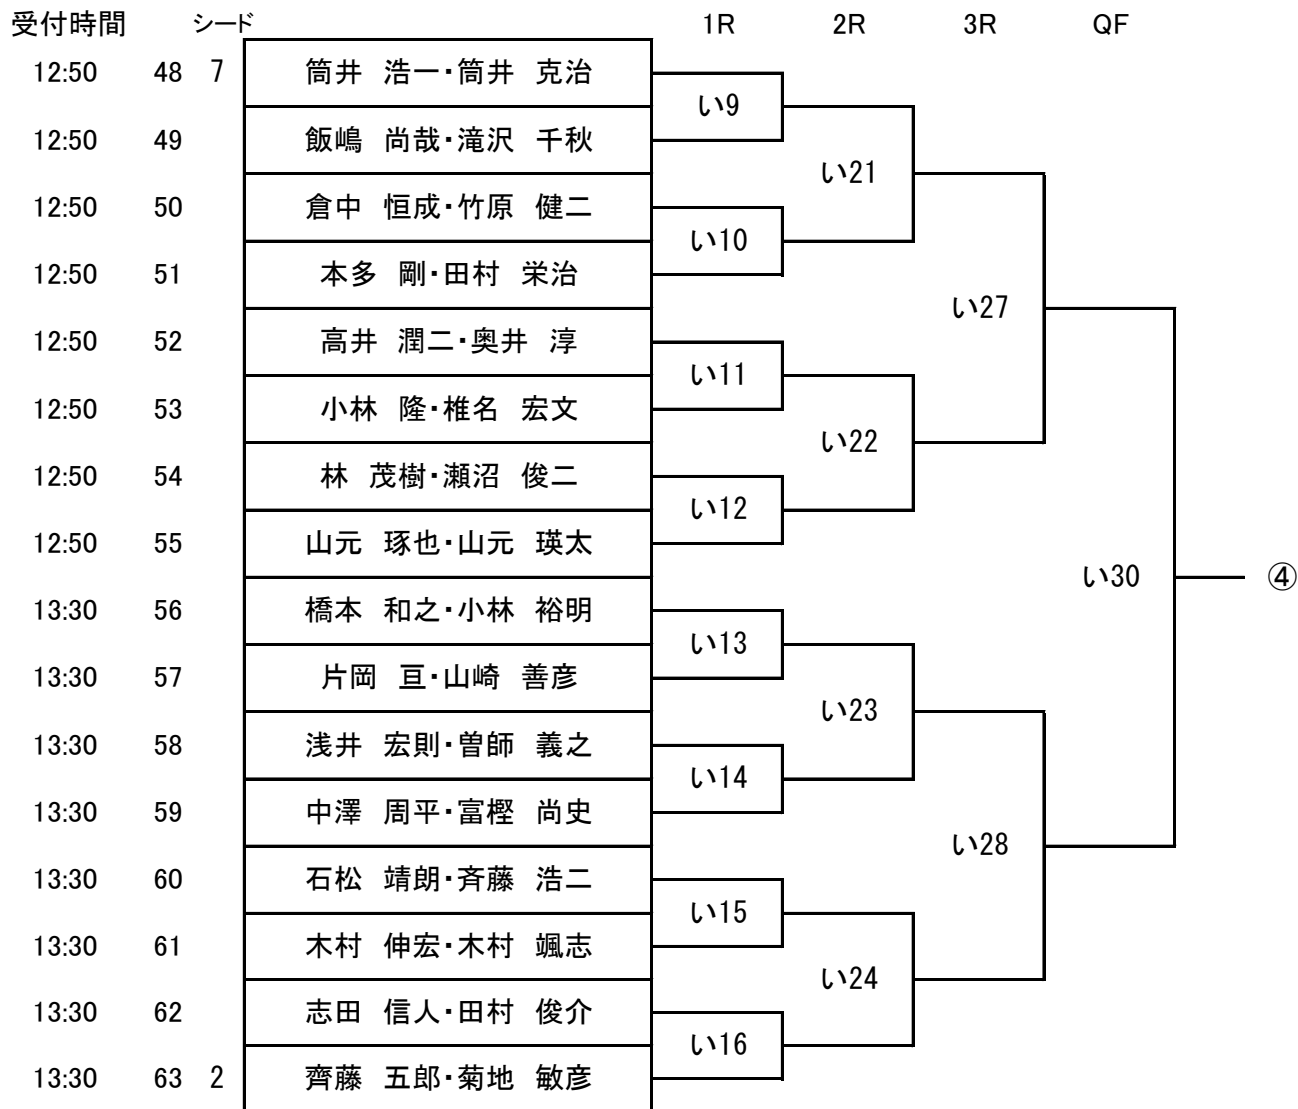 受付時間 シード 1R 2R 3R QF
12:50 48 7 筒井 浩一・筒井 克治
い9
12:50 49 飯嶋 尚哉・滝沢 千秋
い21
12:50 50 倉中 恒成・竹原 健二
い10
12:50 51 本多 剛・田村 栄治
い27
12:50 52 高井 潤二・奥井 淳
い11
12:50 53 小林 隆・椎名 宏文
い22
12:50 54 林 茂樹・瀬沼 俊二
い12
12:50 55 山元 琢也・山元 瑛太
い30 ④
13:30 56 橋本 和之・小林 裕明
い13
13:30 57 片岡 亘・山崎 善彦
い23
13:30 58 浅井 宏則・曽師 義之
い14
13:30 59 中澤 周平・富樫 尚史
い28
13:30 60 石松 靖朗・斉藤 浩二
い15
13:30 61 木村 伸宏・木村 颯志
い24
13:30 62 志田 信人・田村 俊介
い16
13:30 63 2 齊藤 五郎・菊地 敏彦